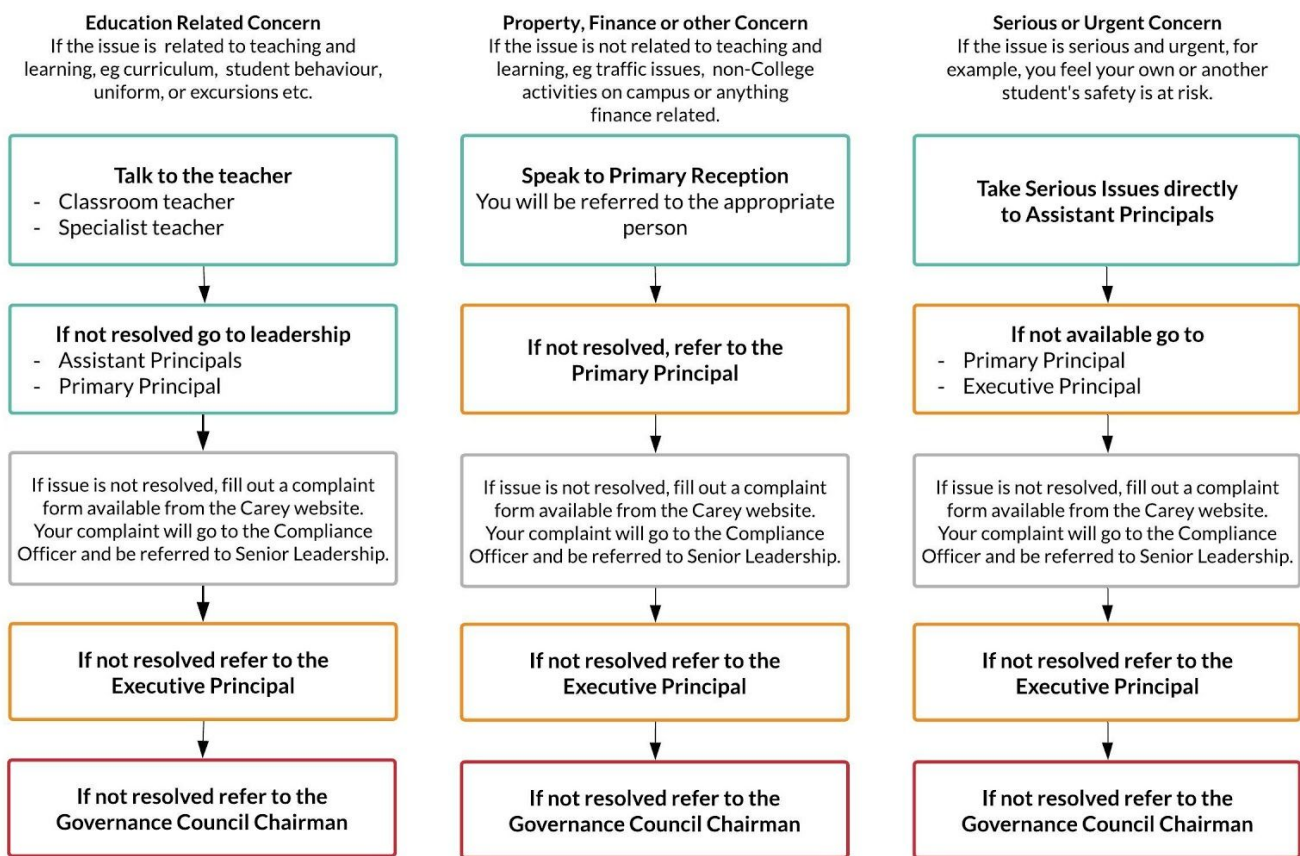 Education Related Concern
If the issue is related to teaching and
learning, eg curriculum, student behaviour,
uniform, or excursions etc.
Talk to the teacher
- Classroom teacher
- Specialist teacher
If not resolved go to leadership
- Assistant Principals
- Primary Principal
If issue is not resolved, fill out a complaint
form available from the Carey website.
Your complaint will go to the Compliance
Officer and be referred to Senior Leadership.
If not resolved refer to the
Executive Principal
If not resolved refer to the
Governance Council Chairman
Property, Finance or other Concern
If the issue is not related to teaching and
learning, eg traffic issues, non-College
activities on campus or anything
finance related.
Speak to Primary Reception
You will be referred to the appropriate
person
If not resolved, refer to the
Primary Principal
If issue is not resolved, fill out a complaint
form available from the Carey website.
Your complaint will go to the Compliance
Officer and be referred to Senior Leadership.
If not resolved refer to the
Executive Principal
If not resolved refer to the
Governance Council Chairman
Serious or Urgent Concern
If the issue is serious and urgent, for
example, you feel your own or another
student's safety is at risk.
Take Serious Issues directly
to Assistant Principals
If not available go to
- Primary Principal
- Executive Principal
If issue is not resolved, fill out a complaint
form available from the Carey website.
Your complaint will go to the Compliance
Officer and be referred to Senior Leadership.
If not resolved refer to the
Executive Principal
If not resolved refer to the
Governance Council Chairman